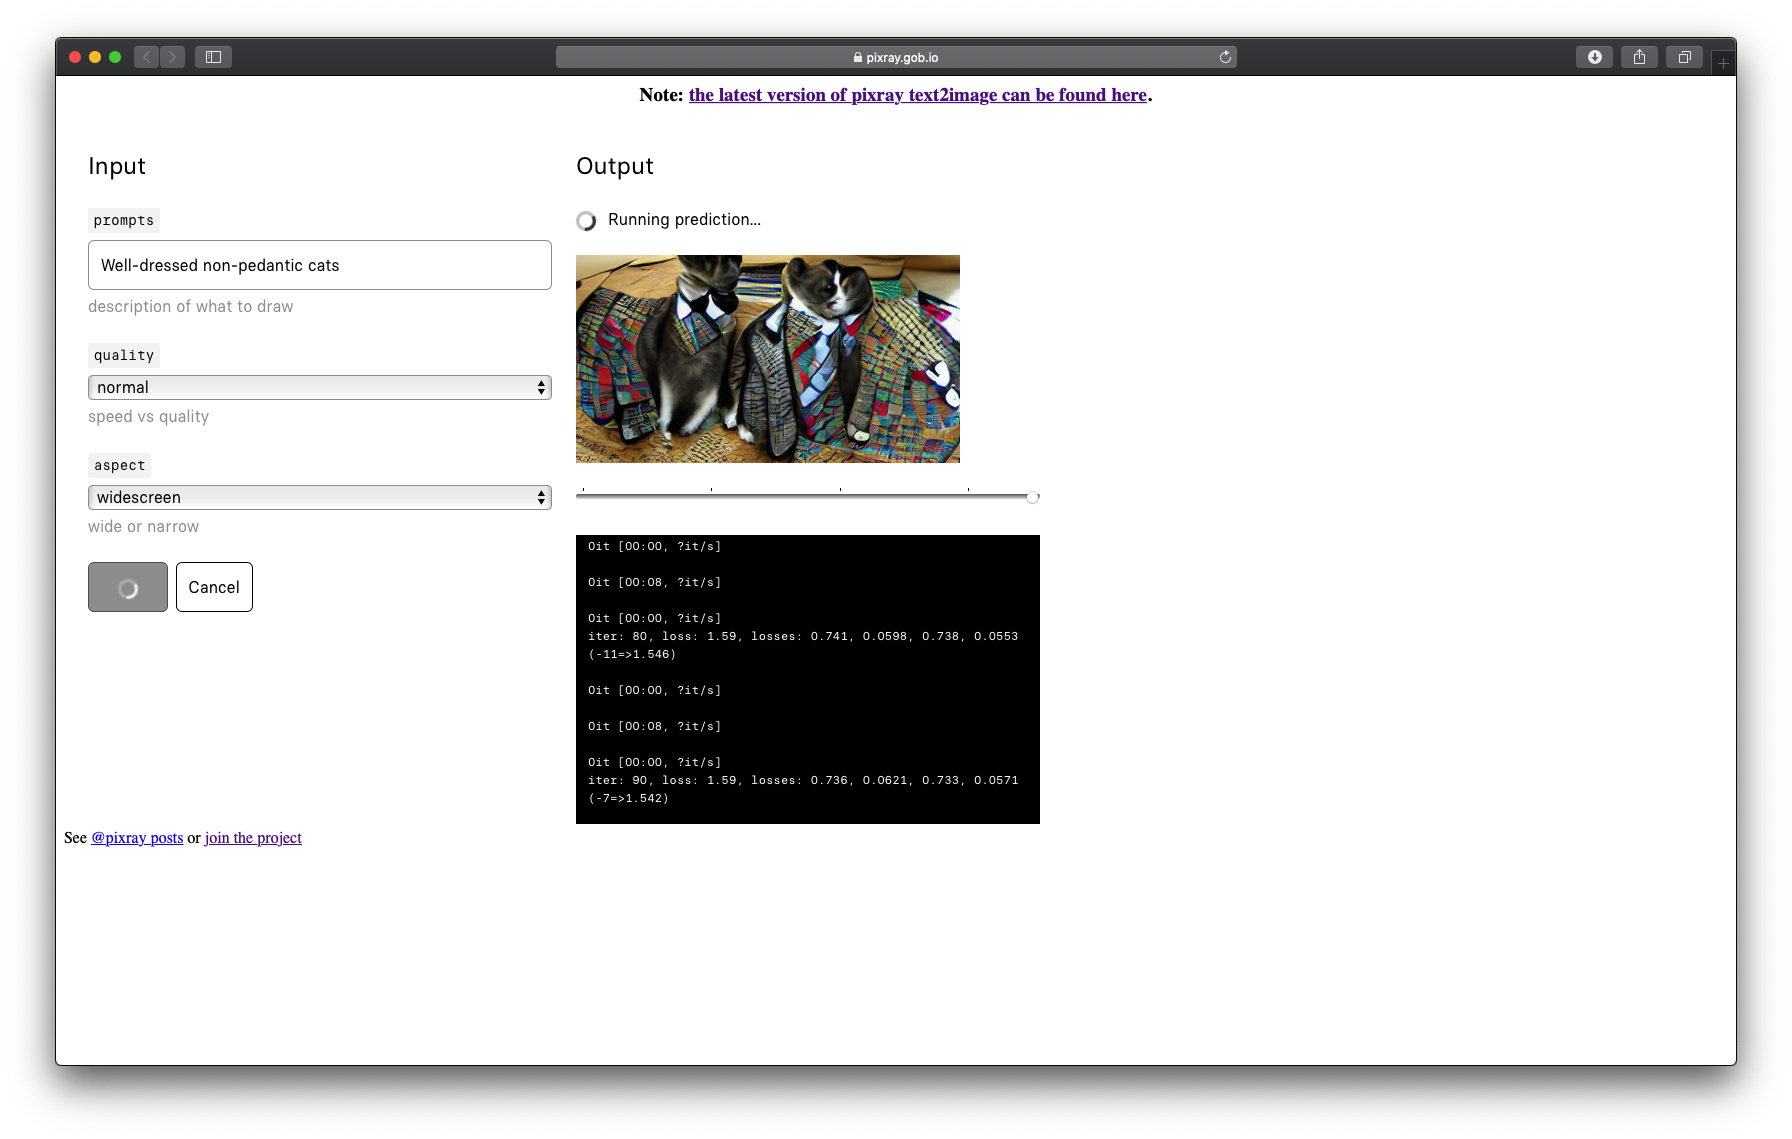 pixray.gob.io
Note: the latest version of pixray text2image can be found here.
Input
prompts
Well-dressed non-pedantic cats
description of what to draw
quality
normal
speed vs quality
aspect
widescreen
wide or narrow
Cancel
Output
Running prediction...
0it [00:00, ?it/s]
0it [00:08, ?it/s]
0it [00:00, ?it/s]
iter: 80, loss: 1.59, losses: 0.741, 0.0598, 0.738, 0.0553
(-11=>1.546)
0it [00:00, ?it/s]
0it [00:08, ?it/s]
0it [00:00, ?it/s]
iter: 90, loss: 1.59, losses: 0.736, 0.0621, 0.733, 0.0571
(-7=>1.542)
See @pixray posts or join the project